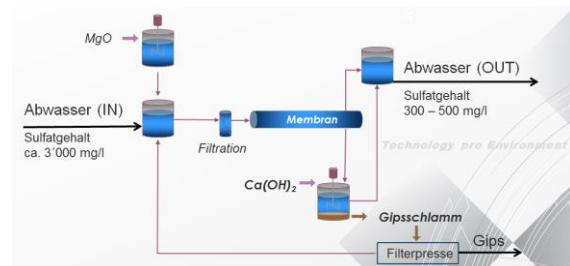 MgO
Abwasser (IN)
Sulfatgehalt
ca. 3´000 mg/l
Filtration
Membran
Abwasser (OUT)
Sulfatgehalt
300 – 500 mg/l
Technology pro Environment
Ca(OH)₂
Gipsschlamm
Filterpresse
Gips